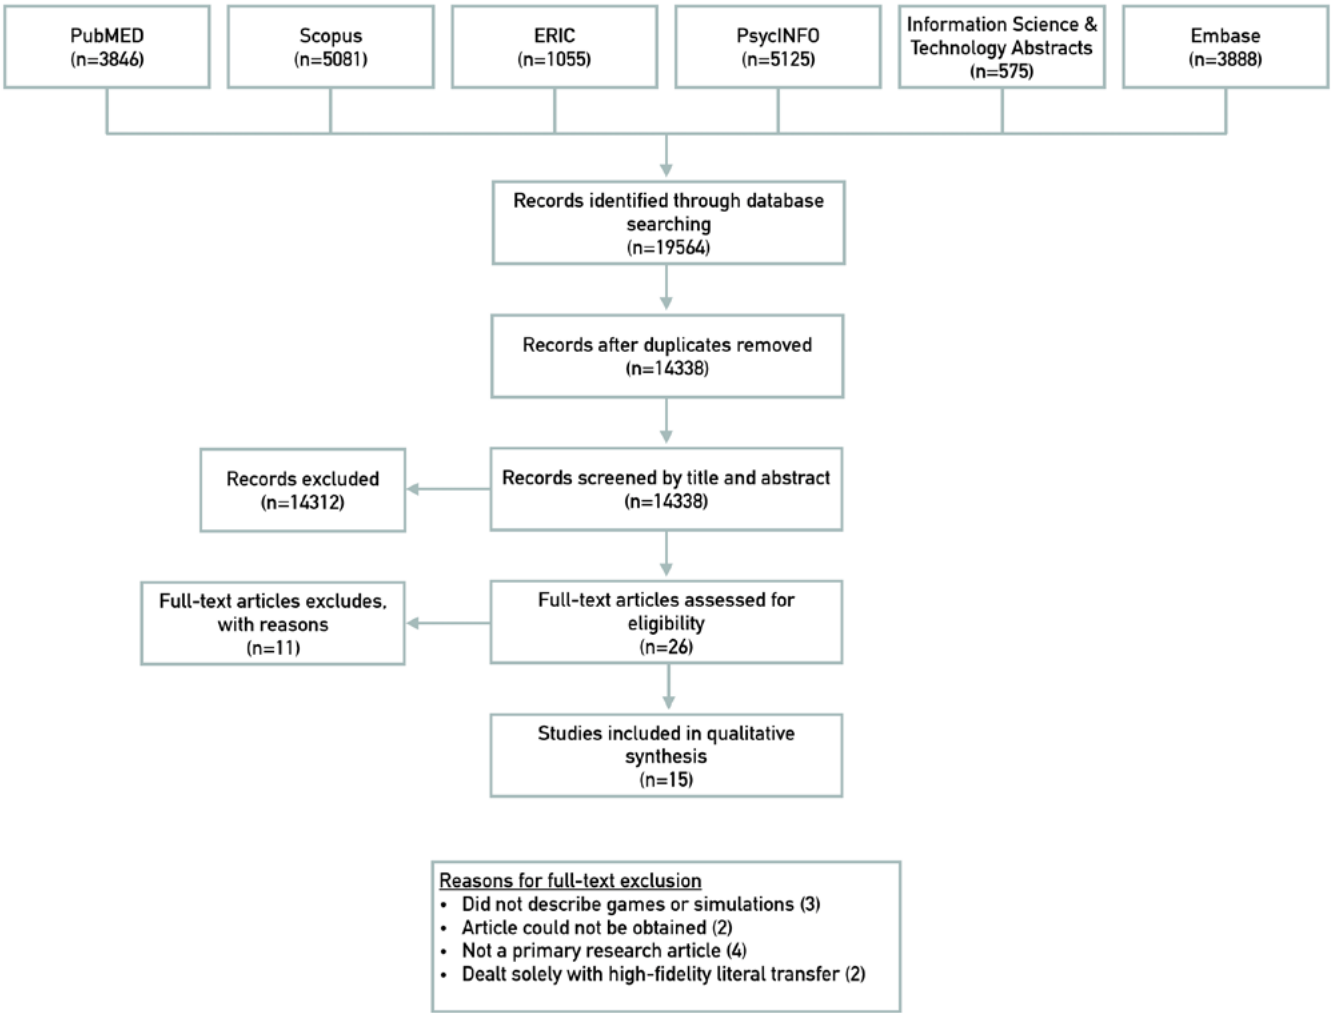 PubMED
(n=3846)
Scopus
(n=5081)
ERIC
(n=1055)
PsycINFO
(n=5125)
Information Science &
Technology Abstracts
(n=575)
Embase
(n=3888)
Records identified through database
searching
(n=19564)
Records after duplicates removed
(n=14338)
Records screened by title and abstract
(n=14338)
Records excluded
(n=14312)
Full-text articles assessed for
eligibility
(n=26)
Full-text articles excludes,
with reasons
(n=11)
Studies included in qualitative
synthesis
(n=15)
Reasons for full-text exclusion
• Did not describe games or simulations (3)
• Article could not be obtained (2)
• Not a primary research article (4)
• Dealt solely with high-fidelity literal transfer (2)